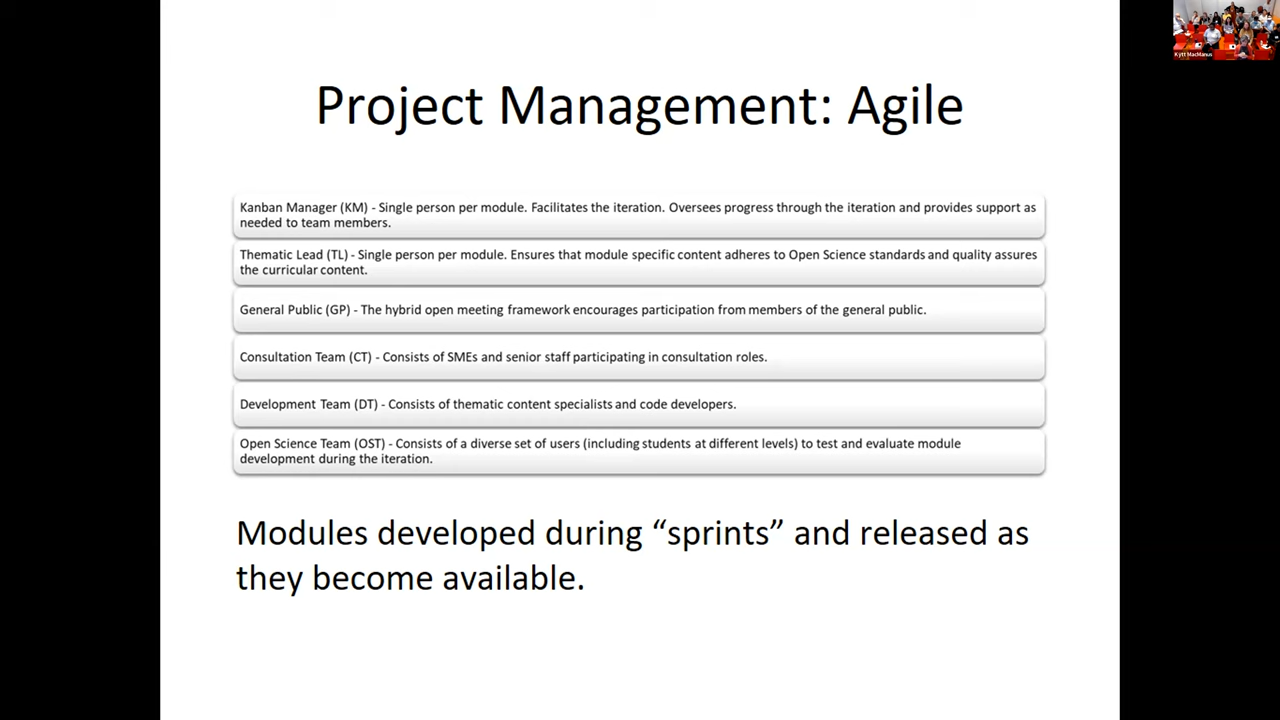 Project Management: Agile
Kanban Manager (KM) - Single person per module. Facilitates the iteration. Oversees progress through the iteration and provides support as
needed to team members.
Thematic Lead (TL) - Single person per module. Ensures that module specific content adheres to Open Science standards and quality assures
the curricular content.
General Public (GP) - The hybrid open meeting framework encourages participation from members of the general public.
Consultation Team (CT) - Consists of SMEs and senior staff participating in consultation roles.
Development Team (DT) - Consists of thematic content specialists and code developers.
Open Science Team (OST) - Consists of a diverse set of users (including students at different levels) to test and evaluate module
development during the iteration.
Modules developed during “sprints” and released as
they become available.
Kytt MacManus